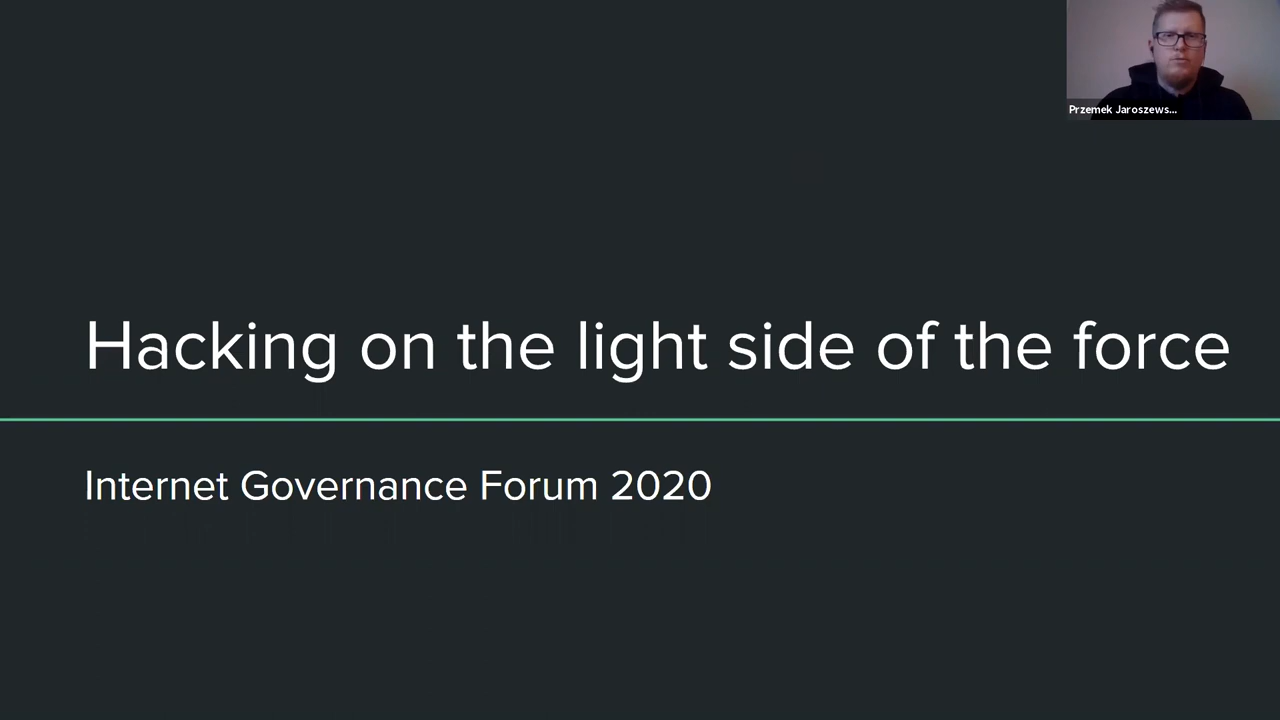 Przemek Jaroszews...
Hacking on the light side of the force
Internet Governance Forum 2020